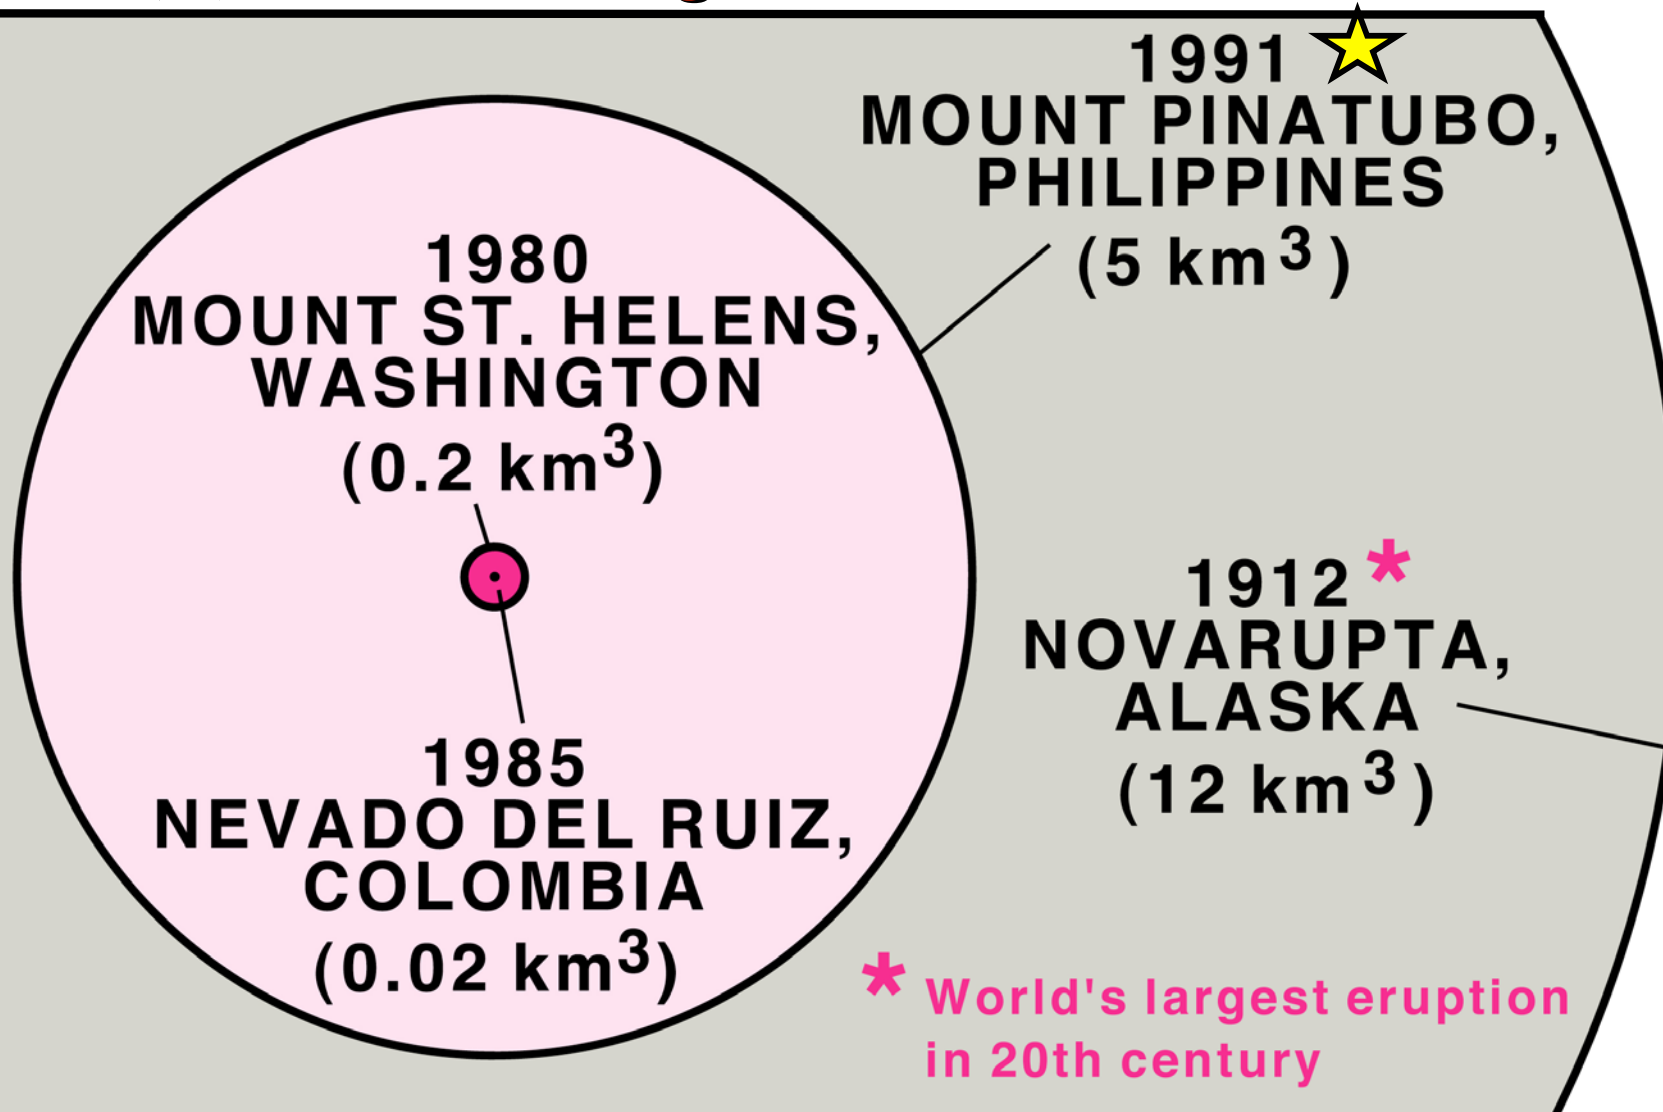 1991
MOUNT PINATUBO,
PHILIPPINES
(5 km³)
1980
MOUNT ST. HELENS,
WASHINGTON
(0.2 km³)
1912*
NOVARUPTA,
ALASKA
(12 km³)
1985
NEVADO DEL RUIZ,
COLOMBIA
(0.02 km³)
* World's largest eruption
in 20th century